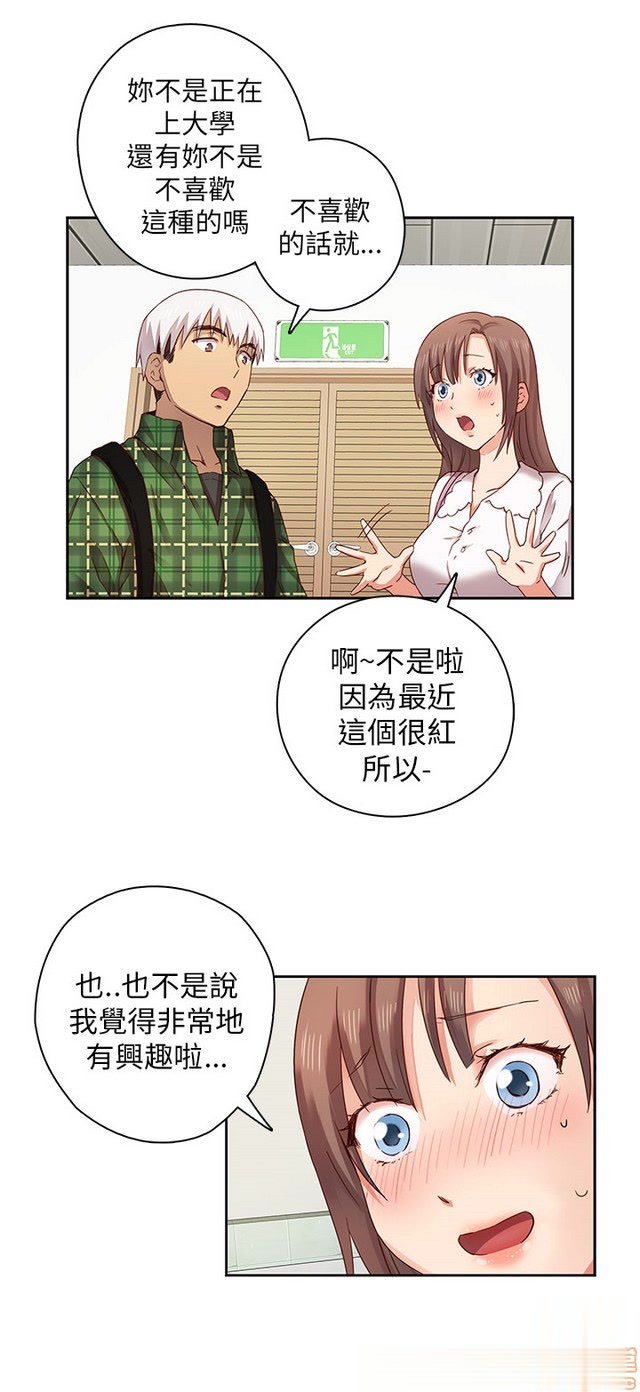 妳不是正在
上大學
還有妳不是
不喜歡
這種的嗎
不喜歡
的話就...
EXIT
啊~不是啦
因為最近
這個很紅
所以-
也..也不是說
我覺得非常地
有興趣啦...